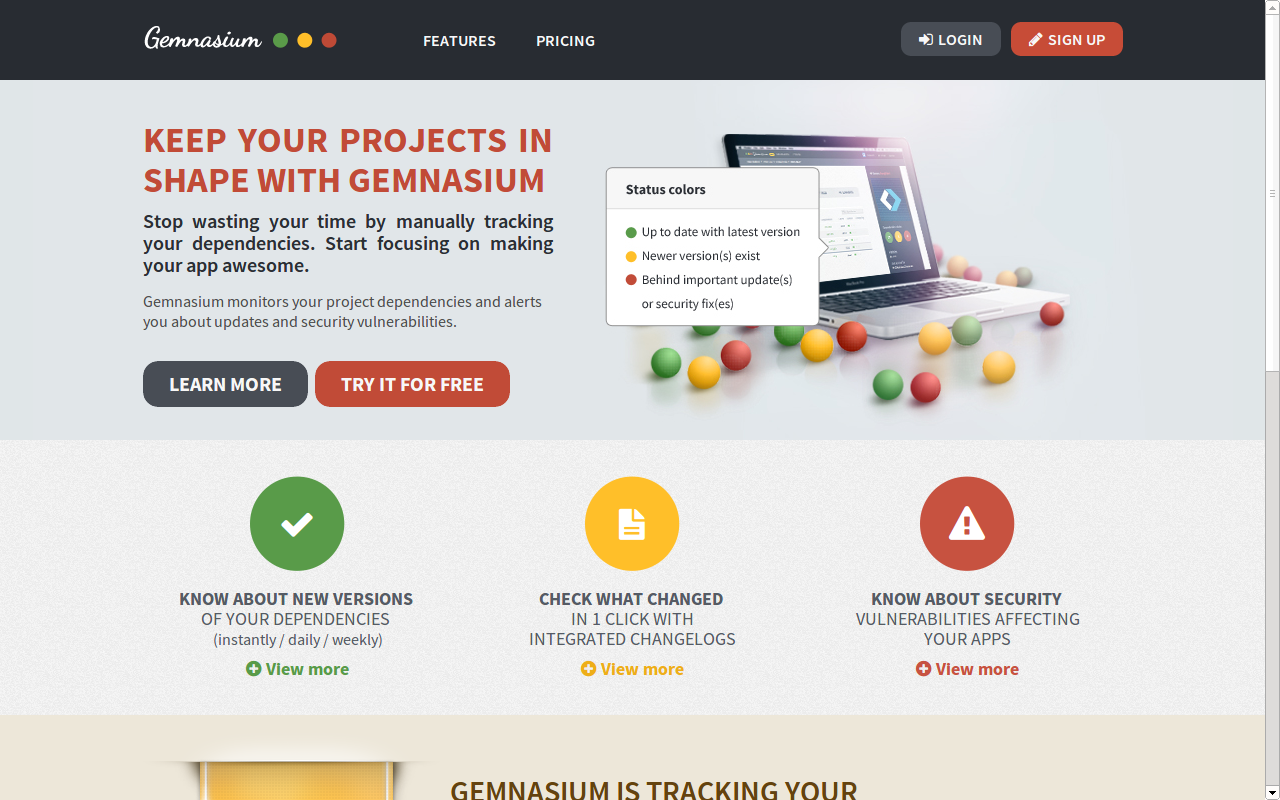 Gemnasium
FEATURES
PRICING
LOGIN
SIGN UP
KEEP YOUR PROJECTS IN
SHAPE WITH GEMNASIUM
Stop wasting your time by manually tracking
your dependencies. Start focusing on making
your app awesome.
Gemnasium monitors your project dependencies and alerts
you about updates and security vulnerabilities.
LEARN MORE
TRY IT FOR FREE
Status colors
Up to date with latest version
Newer version(s) exist
Behind important update(s)
or security fix(es)
KNOW ABOUT NEW VERSIONS
OF YOUR DEPENDENCIES
(instantly / daily / weekly)
View more
CHECK WHAT CHANGED
IN 1 CLICK WITH
INTEGRATED CHANGELOGS
View more
KNOW ABOUT SECURITY
VULNERABILITIES AFFECTING
YOUR APPS
View more
GEMNASIUM IS TRACKING YOUR